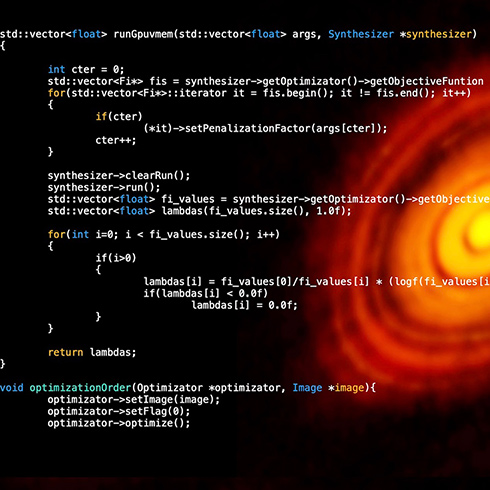 std::vector<float> runGpuvmem(std::vector<float> args, Synthesizer *synthesizer)
{
int cter = 0;
std::vector<Fi*> fis = synthesizer->getOptimizator()->getObjectiveFuntion
for(std::vector<Fi*>::iterator it = fis.begin(); it != fis.end(); it++)
{
if(cter)
(*it)->setPenalizationFactor(args[cter]);
cter++;
}
synthesizer->clearRun();
synthesizer->run();
std::vector<float> fi_values = synthesizer->getOptimizator()->getObjective
std::vector<float> lambdas(fi_values.size(), 1.0f);
for(int i=0; i < fi_values.size(); i++)
{
if(i>0)
{
lambdas[i] = fi_values[0]/fi_values[i] * (logf(fi_values[i
if(lambdas[i] < 0.0f)
lambdas[i] = 0.0f;
}
}
return lambdas;
}
void optimizationOrder(Optimizator *optimizator, Image *image){
optimizator->setImage(image);
optimizator->setFlag(0);
optimizator->optimize();